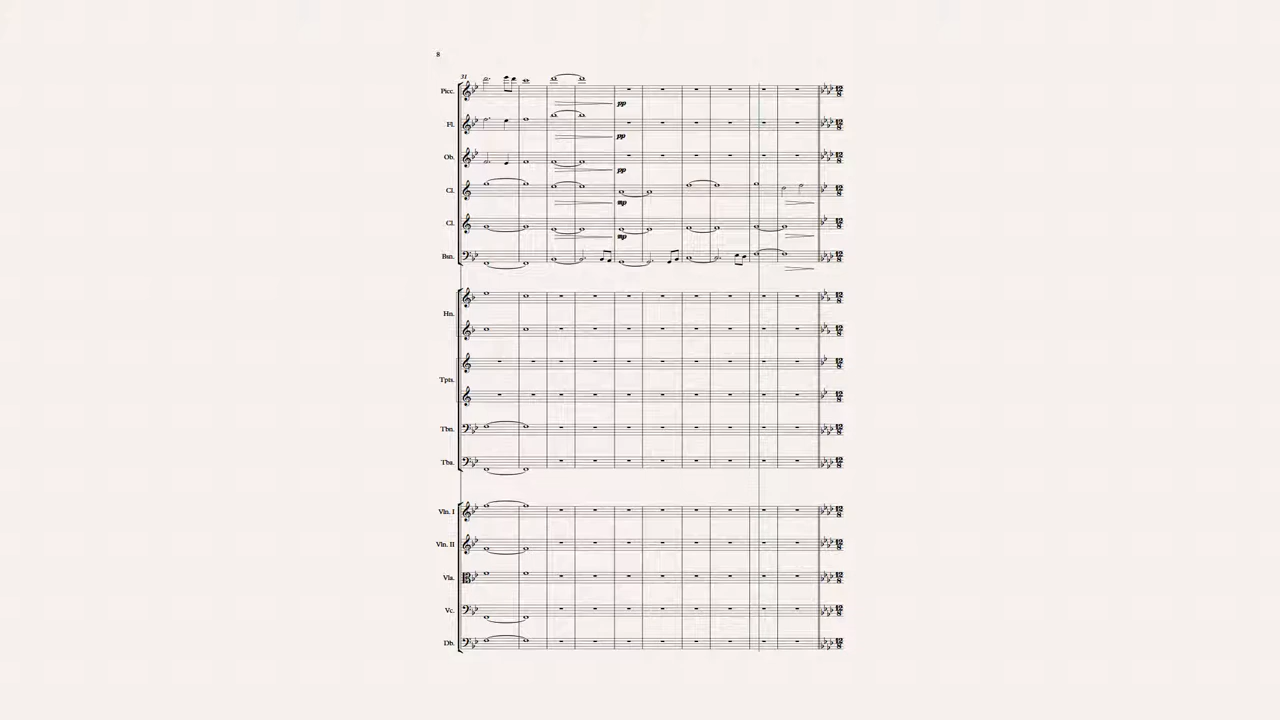 8
31
Picc.
pp
Fl.
pp
Ob.
pp
Cl.
mp
Cl.
mp
Bsn.
Hn.
Tpts.
Tbn.
Tba.
Vln. I
Vln. II
Vla.
Vc.
Db.